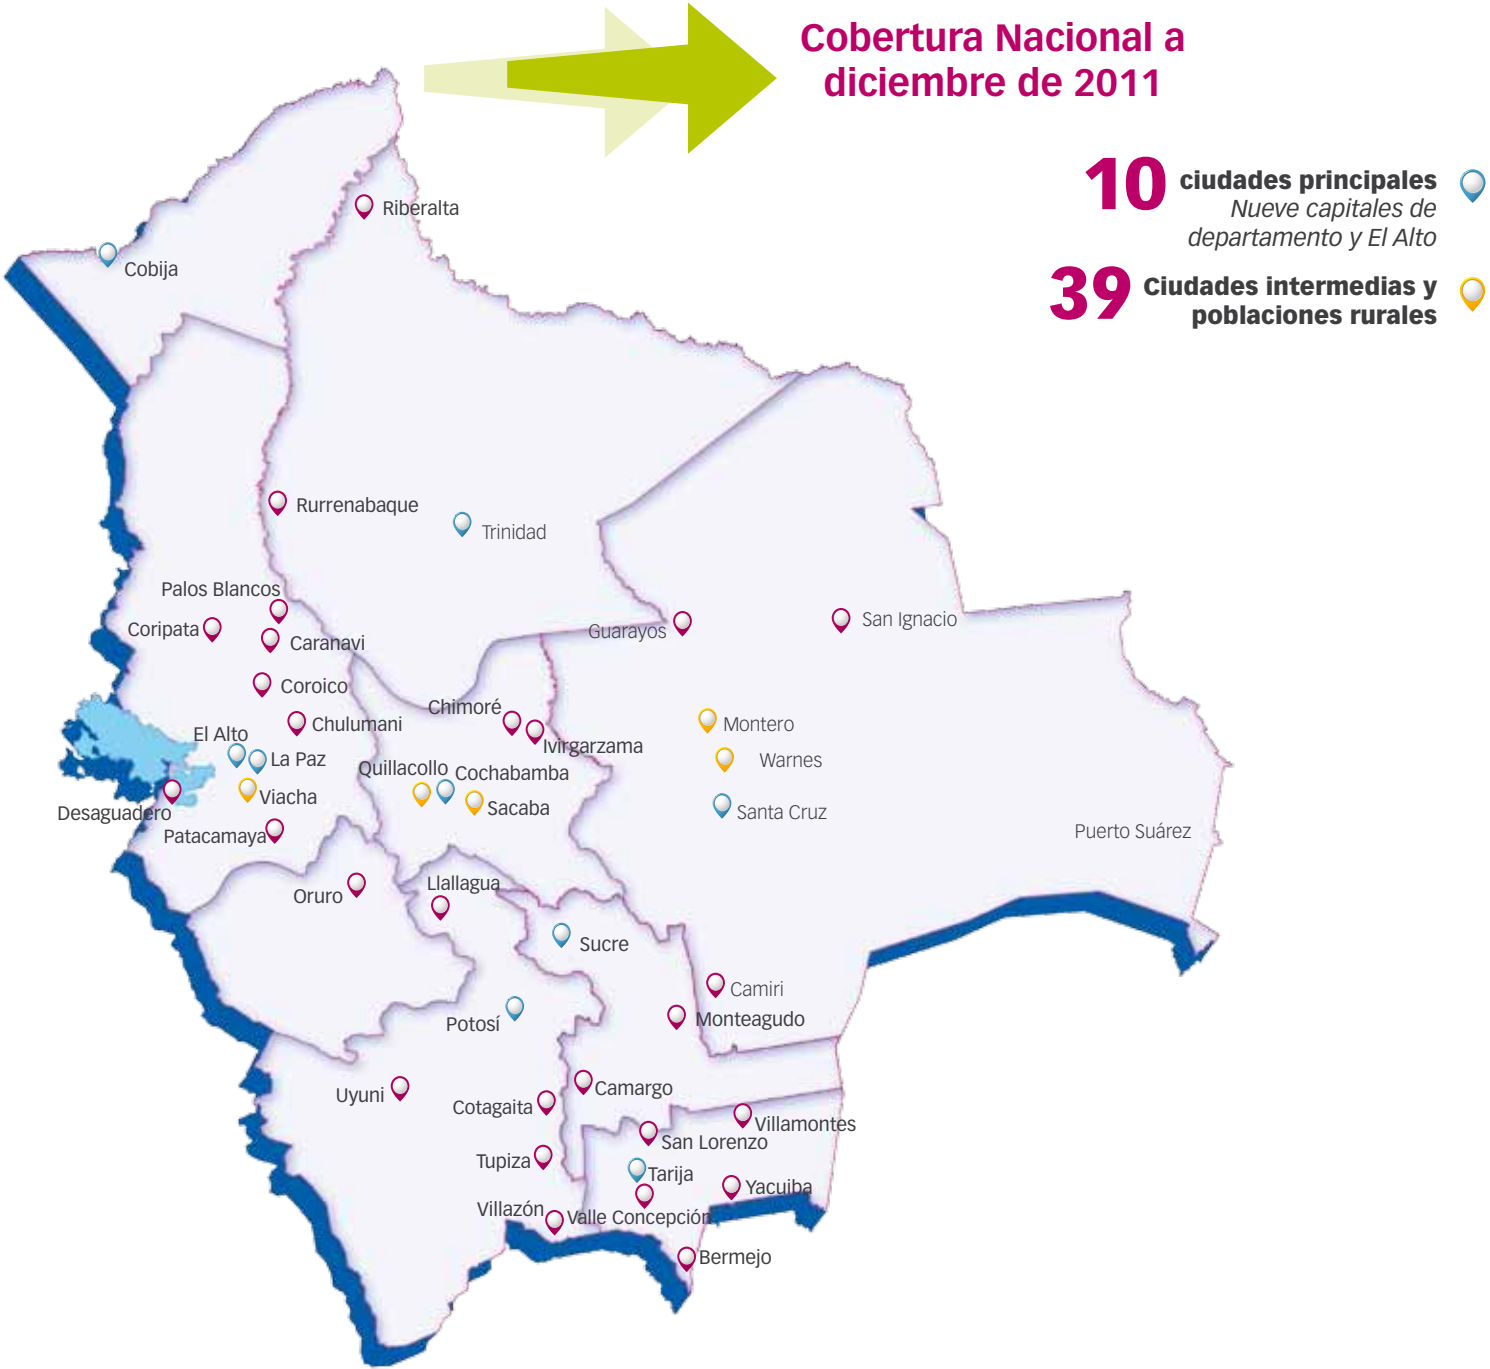 Cobertura Nacional a
diciembre de 2011
10 ciudades principales
Nueve capitales de
departamento y El Alto
39 Ciudades intermedias y
poblaciones rurales
Riberalta
Cobija
Rurrenabaque
Trinidad
Palos Blancos
Coripata
Caranavi
Guarayos
San Ignacio
Coroico
Chimoré
Chulumani
Montero
El Alto
Ivirgarzama
La Paz
Warnes
Quillacollo
Cochabamba
Viacha
Sacaba
Desaguadero
Santa Cruz
Patacamaya
Puerto Suárez
Llallagua
Oruro
Sucre
Camiri
Potosí
Monteagudo
Uyuni
Camargo
Cotagaita
Villamontes
San Lorenzo
Tupiza
Tarija
Yacuiba
Villazón
Valle Concepción
Bermejo